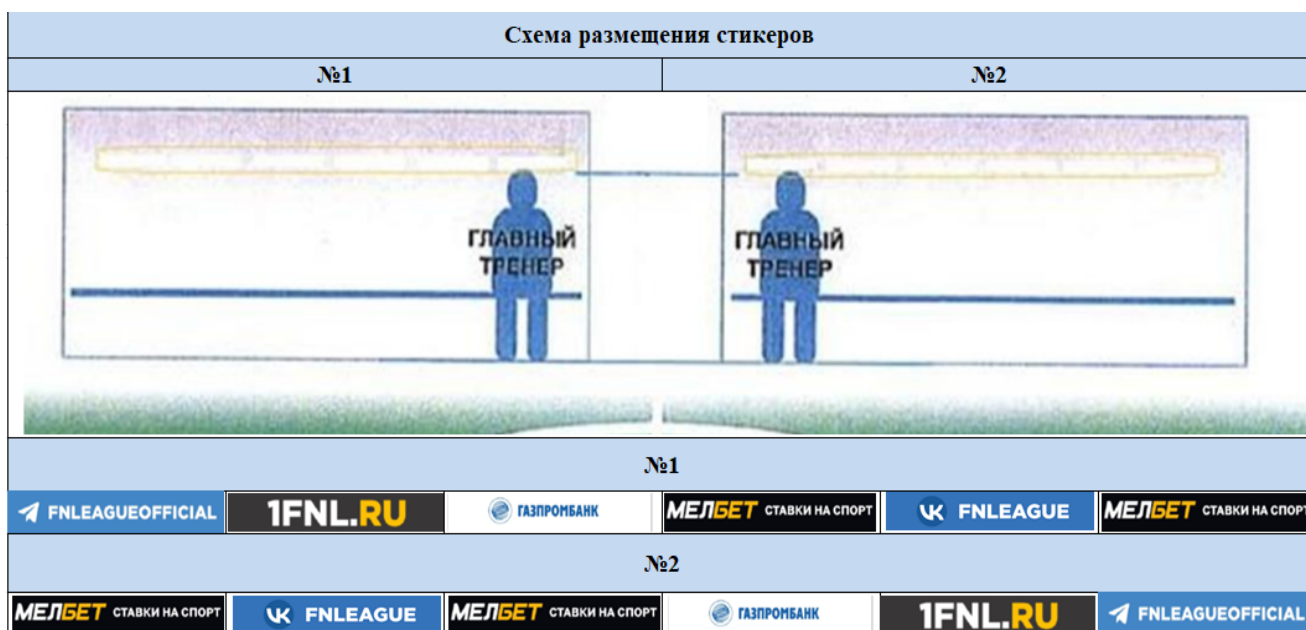 Схема размещения стикеров
№1 №2
ГЛАВНЫЙ ТРЕНЕР
ГЛАВНЫЙ ТРЕНЕР
№1
FNLEAGUEOFFICIAL 1FNL.RU ГАЗПРОМБАНК МЕЛБЕТ СТАВКИ НА СПОРТ FNLEAGUE МЕЛБЕТ СТАВКИ НА СПОРТ
№2
МЕЛБЕТ СТАВКИ НА СПОРТ FNLEAGUE МЕЛБЕТ СТАВКИ НА СПОРТ ГАЗПРОМБАНК 1FNL.RU FNLEAGUEOFFICIAL